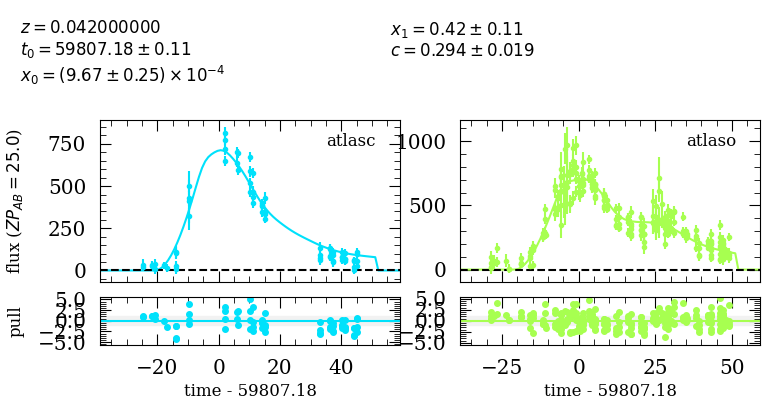 z = 0.042000000
t₀ = 59807.18 ± 0.11
x₀ = (9.67 ± 0.25) × 10⁻⁴
x₁ = 0.42 ± 0.11
c = 0.294 ± 0.019
flux (ZP_AB = 25.0)
750
500
250
0
atlasc
1000
500
0
atlaso
pull
5.0
2.5
0.0
−2.5
−5.0
−20 0 20 40
time - 59807.18
5.0
2.5
0.0
−2.5
−5.0
−25 0 25 50
time - 59807.18